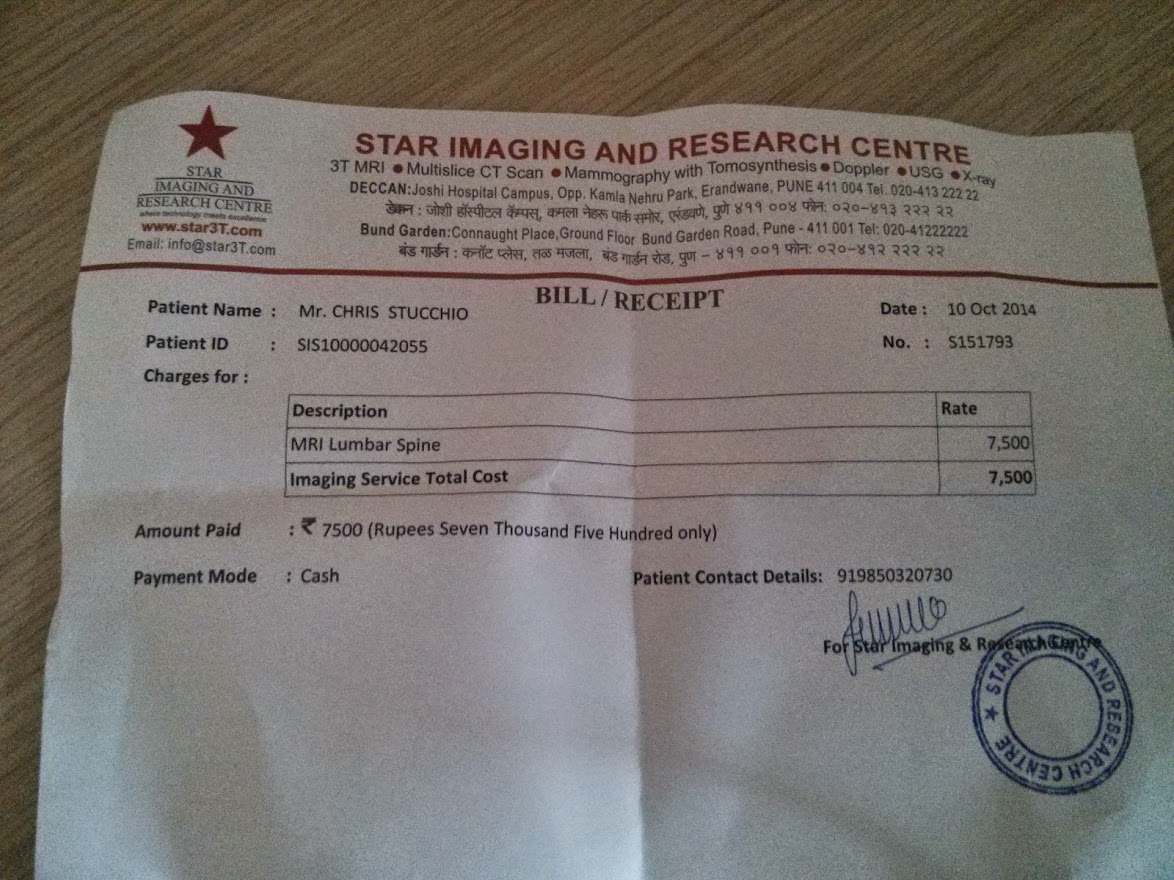 STAR
IMAGING AND
RESEARCH CENTRE
where technology meets excellence
www.star3T.com
Email: info@star3T.com
STAR IMAGING AND RESEARCH CENTRE
3T MRI ● Multislice CT Scan ● Mammography with Tomosynthesis ● Doppler ● USG ● X-ray
DECCAN:Joshi Hospital Campus, Opp. Kamla Nehru Park, Erandwane, PUNE 411 004 Tel. 020-413 222 22
डेक्कन : जोशी हॉस्पीटल कॅम्पस्, कमला नेहरू पार्क समोर, एरंडवणे, पुणे ४११ ००४ फोन: ०२०-४१३ २२२ २२
Bund Garden:Connaught Place,Ground Floor Bund Garden Road, Pune - 411 001 Tel: 020-41222222
बंड गार्डन : कनॉट प्लेस, तळ मजला, बंड गार्डन रोड, पुण - ४११ ००१ फोन: ०२०-४१२ २२२ २२
BILL / RECEIPT
Patient Name : Mr. CHRIS STUCCHIO Date : 10 Oct 2014
Patient ID : SIS10000042055 No. : S151793
Charges for :
Description Rate
MRI Lumbar Spine 7,500
Imaging Service Total Cost 7,500
Amount Paid : ₹ 7500 (Rupees Seven Thousand Five Hundred only)
Payment Mode : Cash Patient Contact Details: 919850320730
For Star Imaging & Research Centre
★ STAR IMAGING AND RESEARCH CENTRE